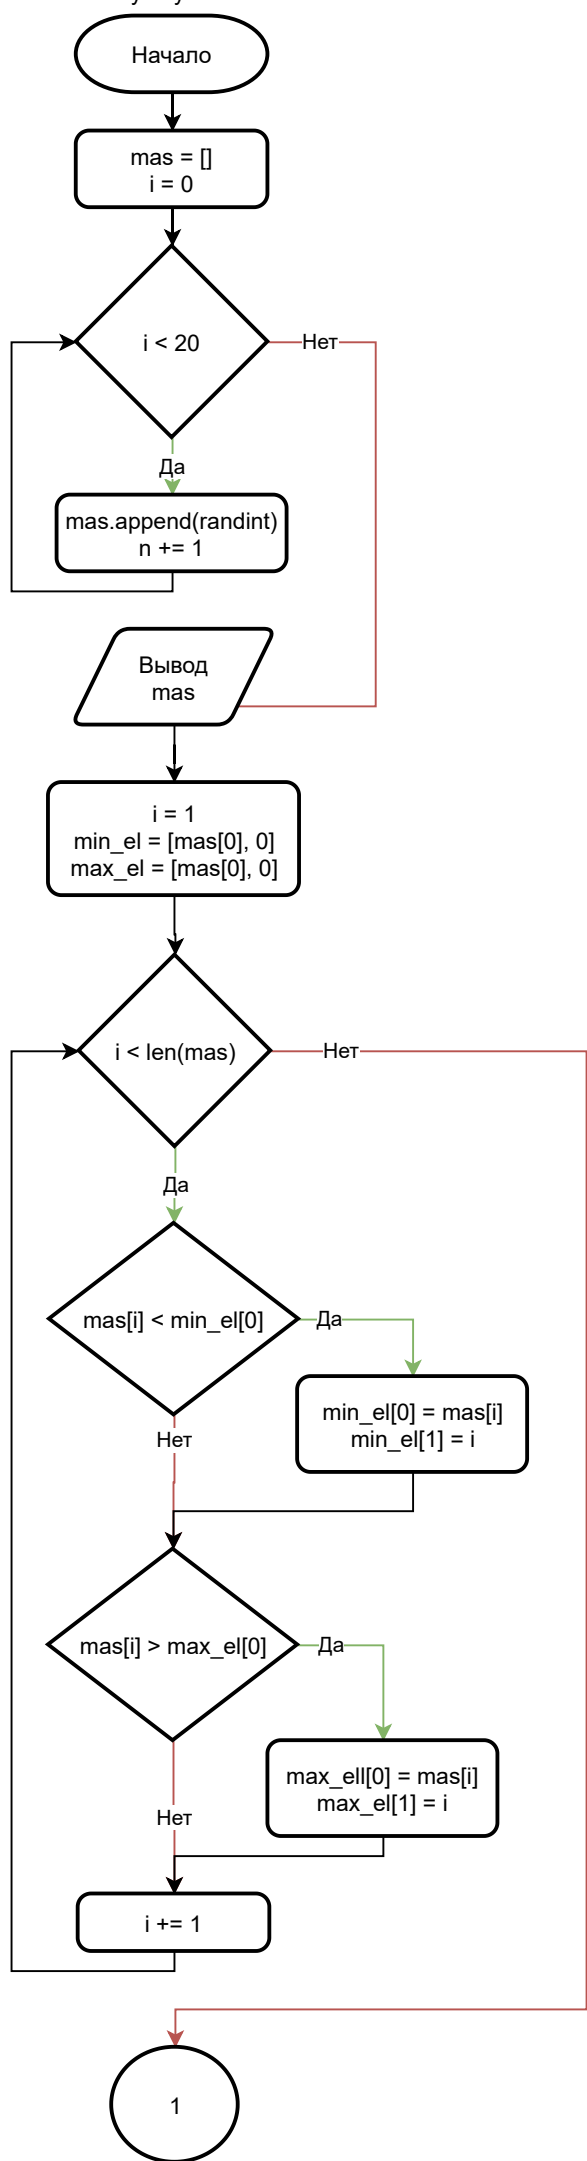 Начало
mas = []
i = 0
i < 20
Нет
Да
mas.append(randint)
n += 1
Вывод
mas
i = 1
min_el = [mas[0], 0]
max_el = [mas[0], 0]
i < len(mas)
Нет
Да
mas[i] < min_el[0]
Да
min_el[0] = mas[i]
min_el[1] = i
Нет
mas[i] > max_el[0]
Да
max_ell[0] = mas[i]
max_el[1] = i
Нет
i += 1
1